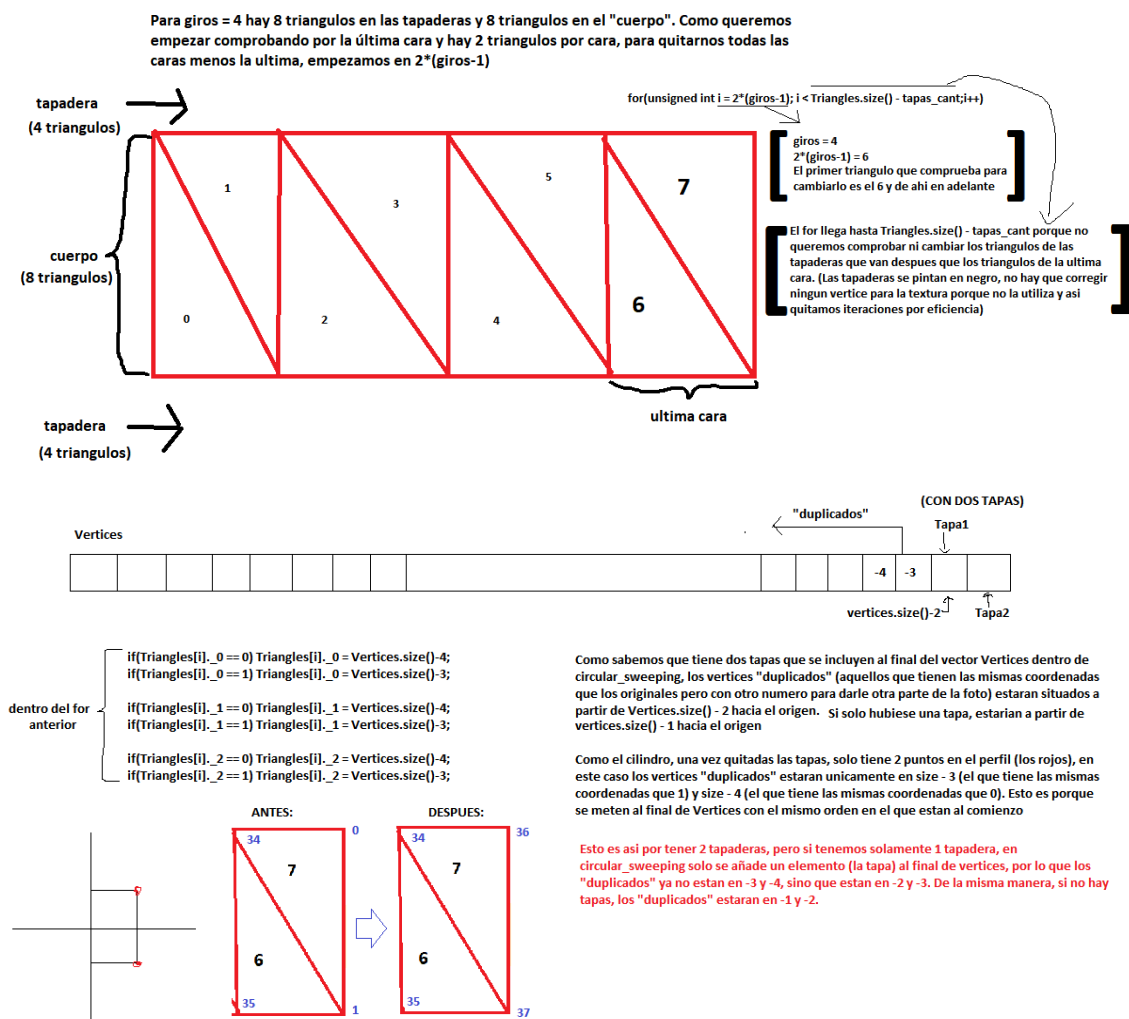 Para giros = 4 hay 8 triangulos en las tapaderas y 8 triangulos en el "cuerpo". Como queremos
empezar comprobando por la última cara y hay 2 triangulos por cara, para quitarnos todas las
caras menos la ultima, empezamos en 2*(giros-1)
tapadera
(4 triangulos)
for(unsigned int i = 2*(giros-1); i < Triangles.size() - tapas_cant;i++)
giros = 4
2*(giros-1) = 6
El primer triangulo que comprueba para
cambiarlo es el 6 y de ahi en adelante
1
3
5
7
cuerpo
(8 triangulos)
0
2
4
6
El for llega hasta Triangles.size() - tapas_cant porque no
queremos comprobar ni cambiar los triangulos de las
tapaderas que van despues que los triangulos de la ultima
cara. (Las tapaderas se pintan en negro, no hay que corregir
ningun vertice para la textura porque no la utiliza y asi
quitamos iteraciones por eficiencia)
ultima cara
tapadera
(4 triangulos)
(CON DOS TAPAS)
"duplicados"
Tapa1
Vertices
-4
-3
vertices.size()-2
Tapa2
dentro del for
anterior
if(Triangles[i]._0 == 0) Triangles[i]._0 = Vertices.size()-4;
if(Triangles[i]._0 == 1) Triangles[i]._0 = Vertices.size()-3;
if(Triangles[i]._1 == 0) Triangles[i]._1 = Vertices.size()-4;
if(Triangles[i]._1 == 1) Triangles[i]._1 = Vertices.size()-3;
if(Triangles[i]._2 == 0) Triangles[i]._2 = Vertices.size()-4;
if(Triangles[i]._2 == 1) Triangles[i]._2 = Vertices.size()-3;
Como sabemos que tiene dos tapas que se incluyen al final del vector Vertices dentro de
circular_sweeping, los vertices "duplicados" (aquellos que tienen las mismas coordenadas
que los originales pero con otro numero para darle otra parte de la foto) estaran situados a
partir de Vertices.size() - 2 hacia el origen. Si solo hubiese una tapa, estarian a partir de
vertices.size() - 1 hacia el origen
Como el cilindro, una vez quitadas las tapas, solo tiene 2 puntos en el perfil (los rojos), en
este caso los vertices "duplicados" estaran unicamente en size - 3 (el que tiene las mismas
coordenadas que 1) y size - 4 (el que tiene las mismas coordenadas que 0). Esto es porque
se meten al final de Vertices con el mismo orden en el que estan al comienzo
Esto es asi por tener 2 tapaderas, pero si tenemos solamente 1 tapadera, en
circular_sweeping solo se añade un elemento (la tapa) al final de vertices, por lo que los
"duplicados" ya no estan en -3 y -4, sino que estan en -2 y -3. De la misma manera, si no hay
tapas, los "duplicados" estaran en -1 y -2.
ANTES:
34
0
7
6
35
1
DESPUES:
34
36
7
6
35
37